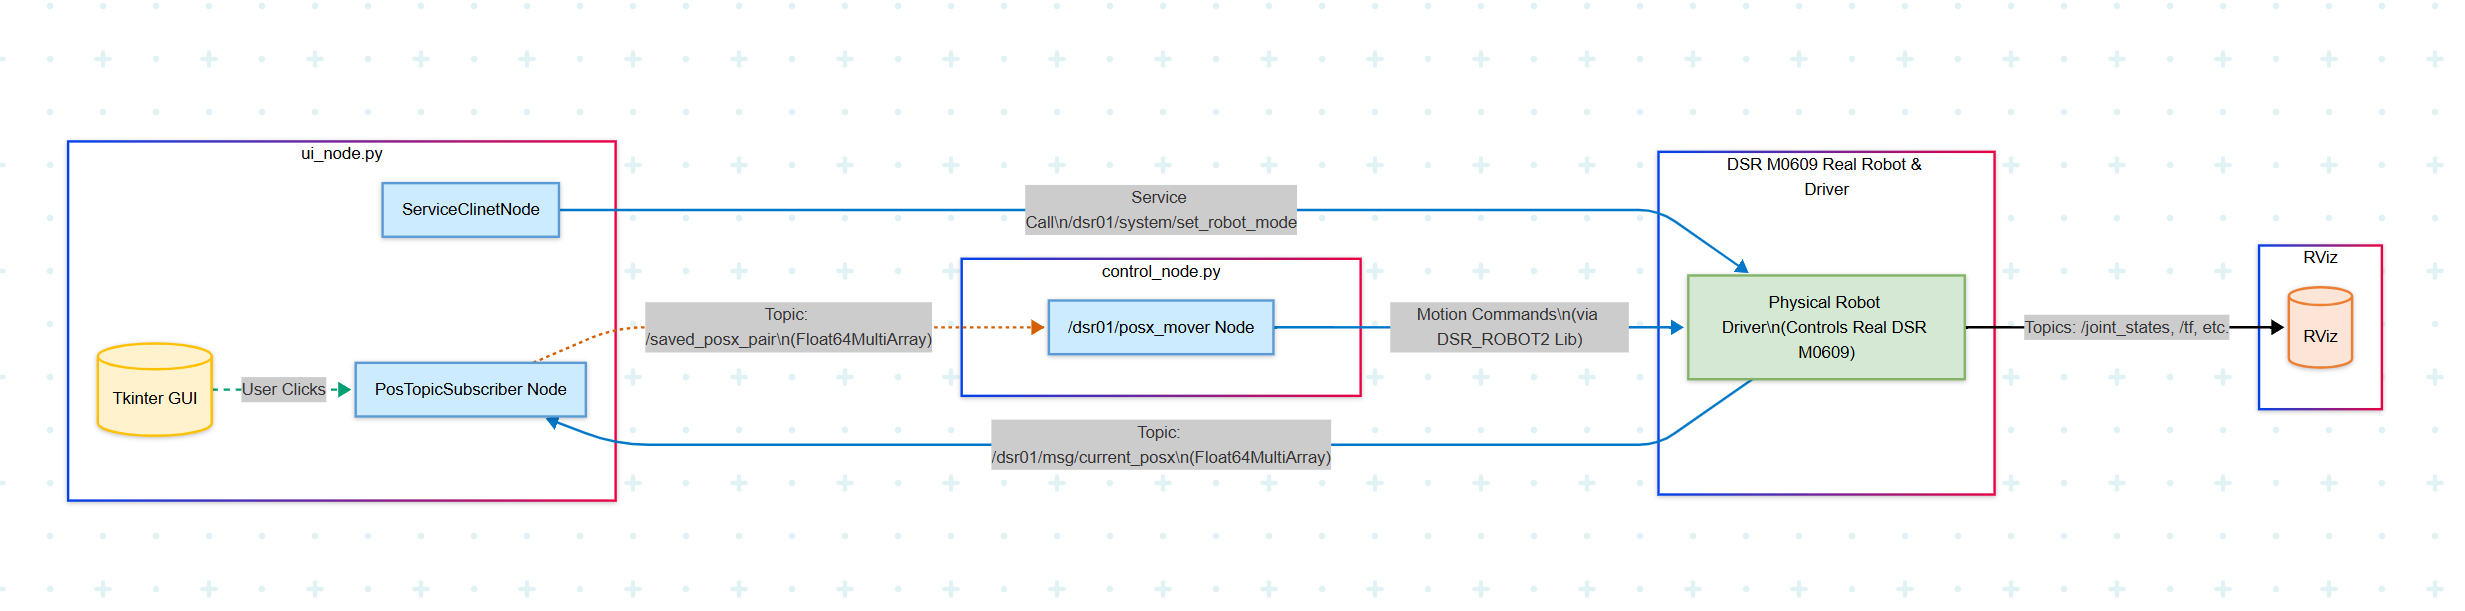 ui_node.py
ServiceClinetNode
Tkinter GUI
User Clicks
PosTopicSubscriber Node
Service
Call\n/dsr01/system/set_robot_mode
Topic:
/saved_posx_pair\n(Float64MultiArray)
control_node.py
/dsr01/posx_mover Node
Motion Commands\n(via
DSR_ROBOT2 Lib)
Topic:
/dsr01/msg/current_posx\n(Float64MultiArray)
DSR M0609 Real Robot &
Driver
Physical Robot
Driver\n(Controls Real DSR
M0609)
Topics: /joint_states, /tf, etc.
RViz
RViz